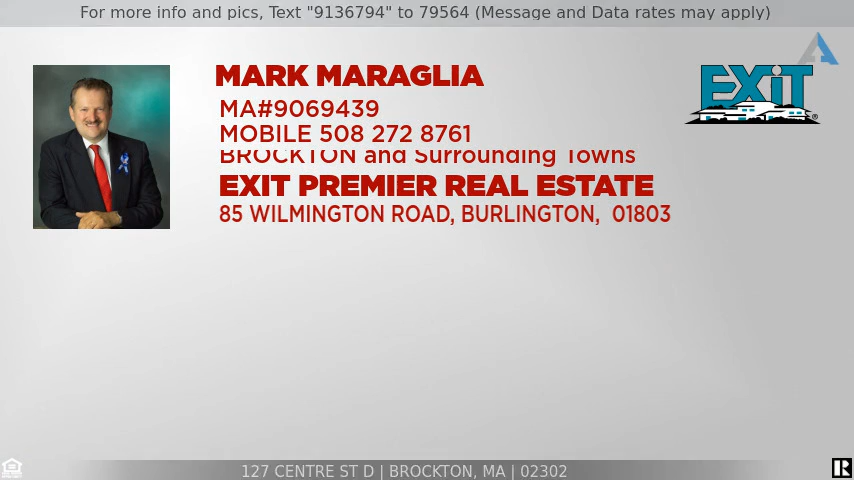 For more info and pics, Text "9136794" to 79564 (Message and Data rates may apply)
MARK MARAGLIA
MA#9069439
MOBILE 508 272 8761
BROCKTON and Surrounding Towns
EXIT PREMIER REAL ESTATE
85 WILMINGTON ROAD, BURLINGTON, 01803
EXiT
®
127 CENTRE ST D | BROCKTON, MA | 02302